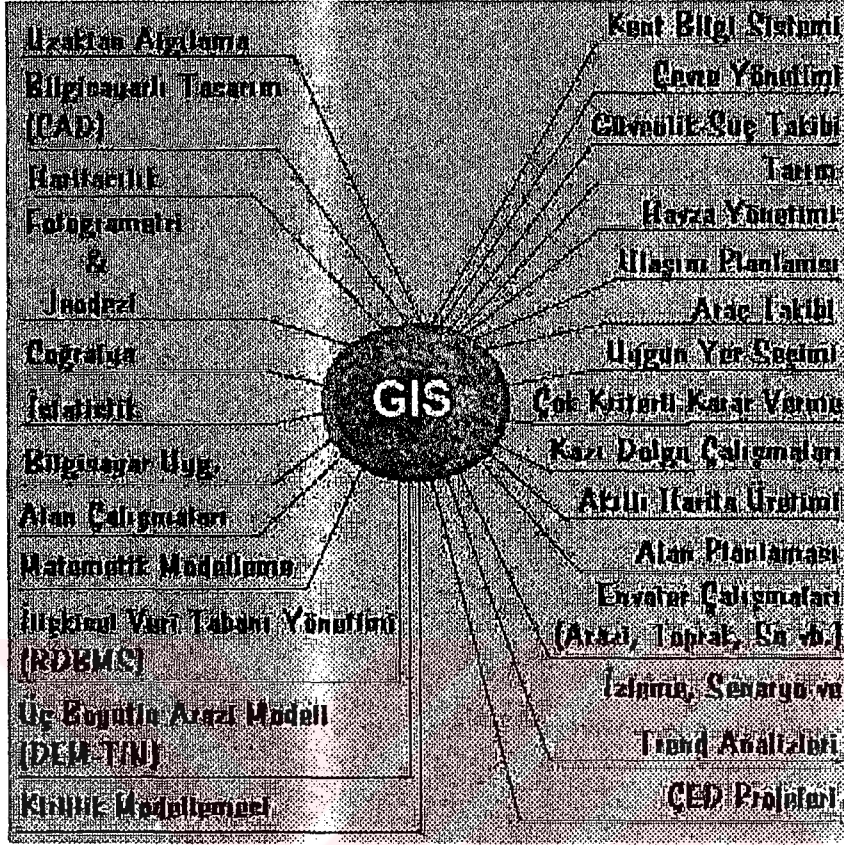 Uzaktan Algılama
Bilgisayarlı Tasarım
(CAD)
Haritacılık
Fotogrametri
&
Jeodezi
Coğrafya
İstatistik
Bilgisayar Uyg.
Alan Çalışmaları
Matematik Modelleme
İlişkisel Veri Tabanı Yönetimi
(RDBMS)
Üç Boyutlu Arazi Modeli
(DEM-TIN)
Kirlilik Modellemesi
GIS
Kent Bilgi Sistemi
Çevre Yönetimi
Güvenlik-Suç Takibi
Tarım
Havza Yönetimi
Ulaşım Planlaması
Araç Takibi
Uygun Yer Seçimi
Çok Kriterli Karar Verme
Kazı Dolgu Çalışmaları
Akıllı Harita Üretimi
Alan Planlaması
Envanter Çalışmaları
(Arazi, Toprak, Su vb.)
İzleme, Senaryo ve
Trend Analizleri
ÇED Projeleri